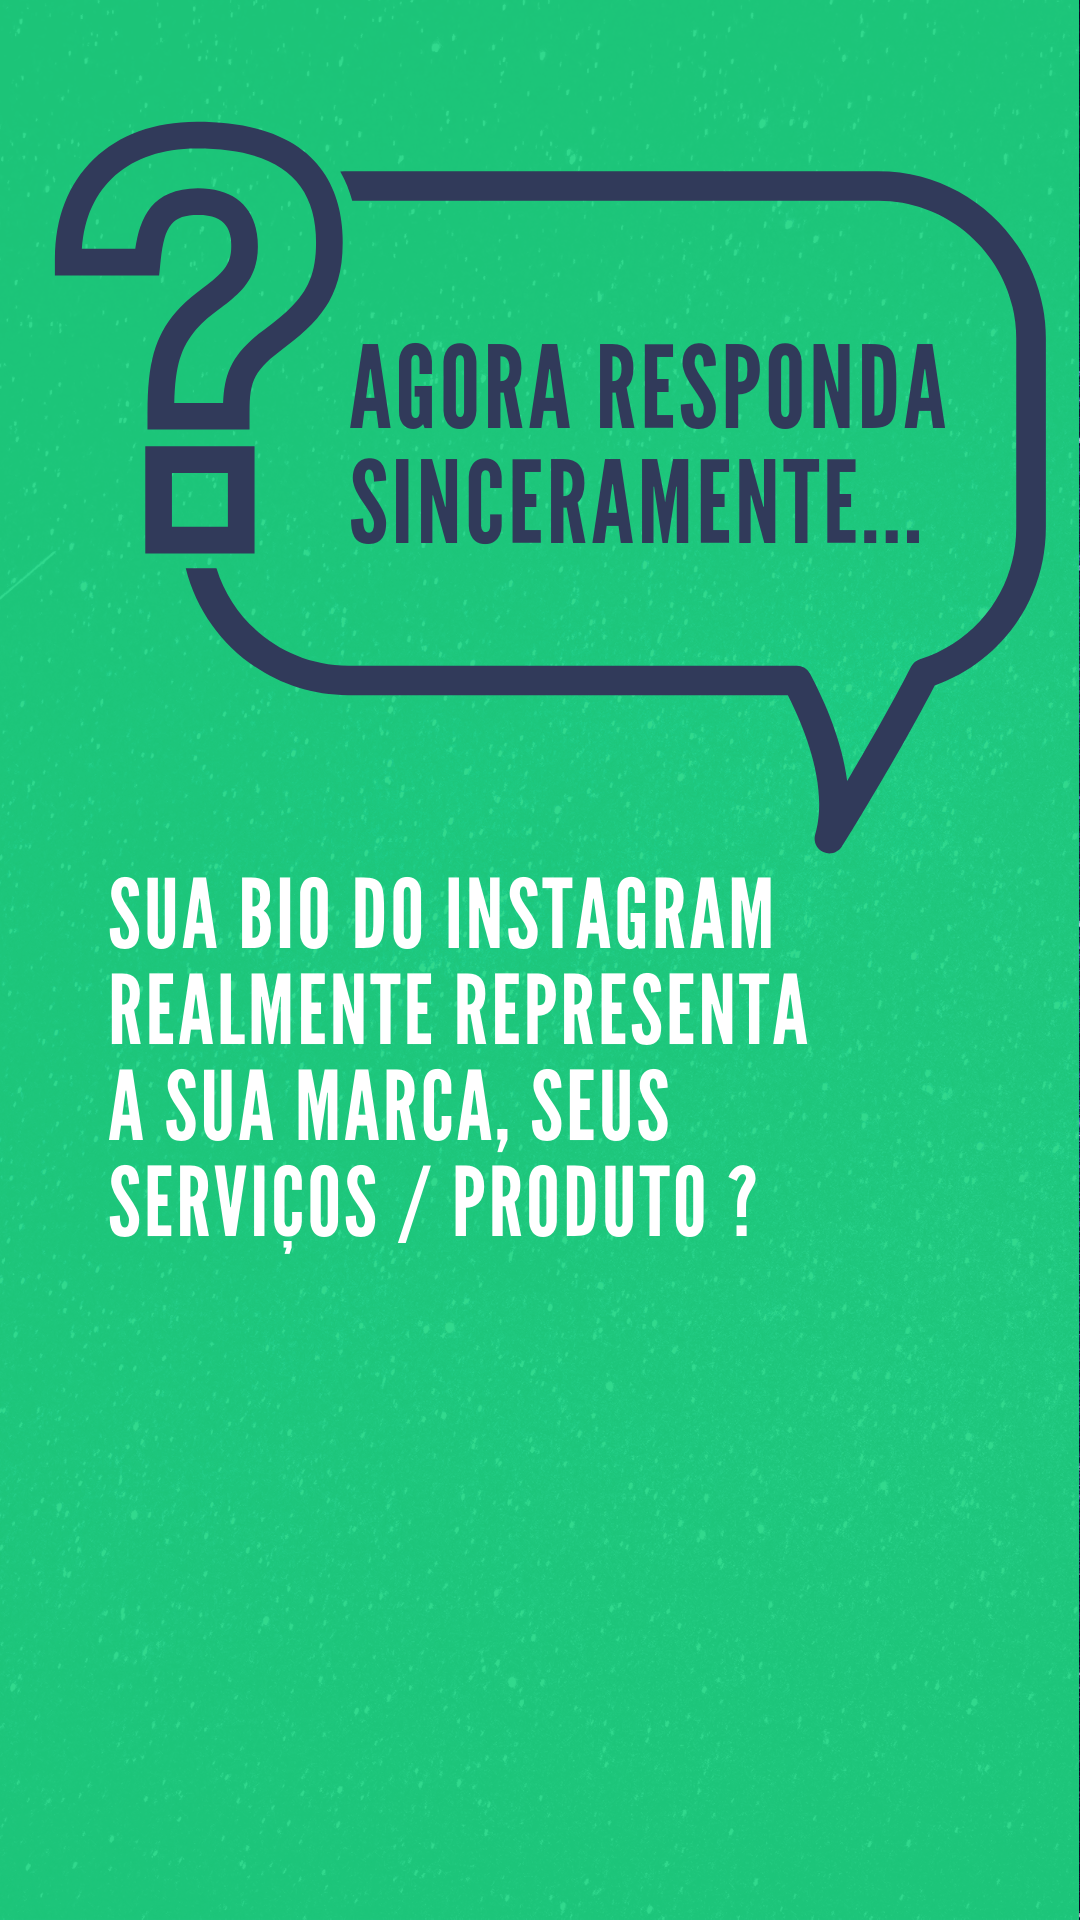 AGORA RESPONDA
SINCERAMENTE...
SUA BIO DO INSTAGRAM
REALMENTE REPRESENTA
A SUA MARCA, SEUS
SERVIÇOS / PRODUTO ?